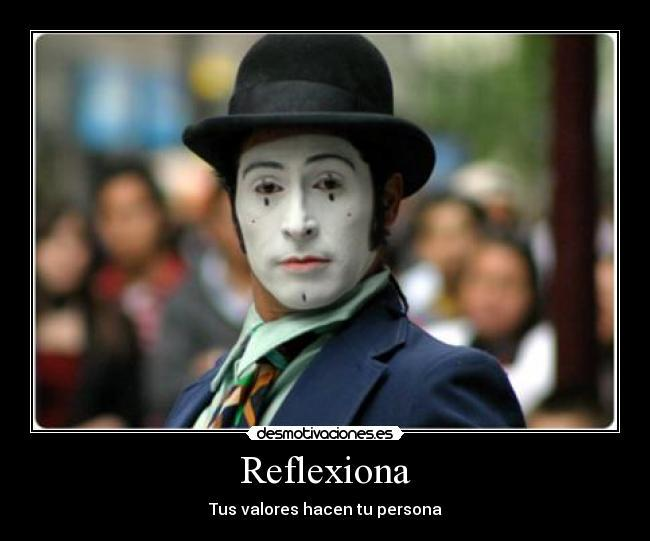 desmotivaciones.es
Reflexiona
Tus valores hacen tu persona